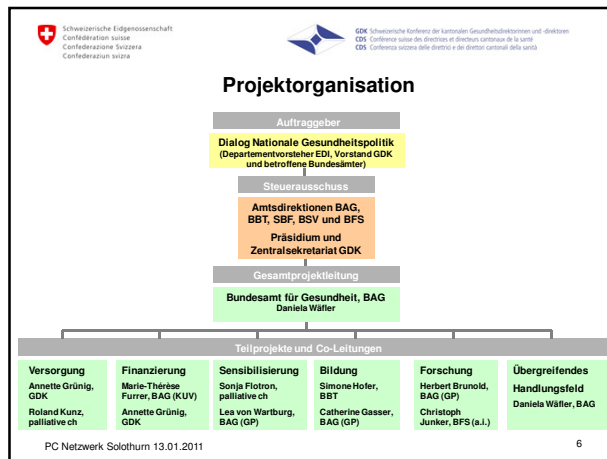 Schweizerische Eidgenossenschaft
Confédération suisse
Confederazione Svizzera
Confederaziun svizra
GDK Schweizerische Konferenz der kantonalen Gesundheitsdirektorinnen und -direktoren
CDS Conférence suisse des directrices et directeurs cantonaux de la santé
CDS Conferenza svizzera delle direttrici e dei direttori cantonali della sanità
Projektorganisation
Auftraggeber
Dialog Nationale Gesundheitspolitik
(Departementvorsteher EDI, Vorstand GDK
und betroffene Bundesämter)
Steuerausschuss
Amtsdirektionen BAG,
BBT, SBF, BSV und BFS
Präsidium und
Zentralsekretariat GDK
Gesamtprojektleitung
Bundesamt für Gesundheit, BAG
Daniela Wäfler
Teilprojekte und Co-Leitungen
Versorgung
Annette Grünig,
GDK
Roland Kunz,
palliative ch
Finanzierung
Marie-Thérèse
Furrer, BAG (KUV)
Annette Grünig,
GDK
Sensibilisierung
Sonja Flotron,
palliative ch
Lea von Wartburg,
BAG (GP)
Bildung
Simone Hofer,
BBT
Catherine Gasser,
BAG (GP)
Forschung
Herbert Brunold,
BAG (GP)
Christoph
Junker, BFS (a.i.)
Übergreifendes
Handlungsfeld
Daniela Wäfler, BAG
PC Netzwerk Solothurn 13.01.2011
6